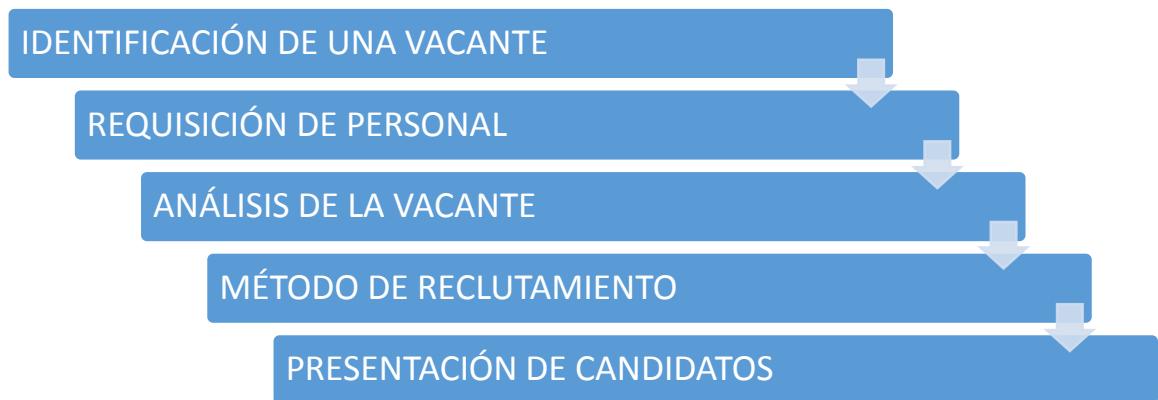 IDENTIFICACIÓN DE UNA VACANTE
REQUISICIÓN DE PERSONAL
ANÁLISIS DE LA VACANTE
MÉTODO DE RECLUTAMIENTO
PRESENTACIÓN DE CANDIDATOS